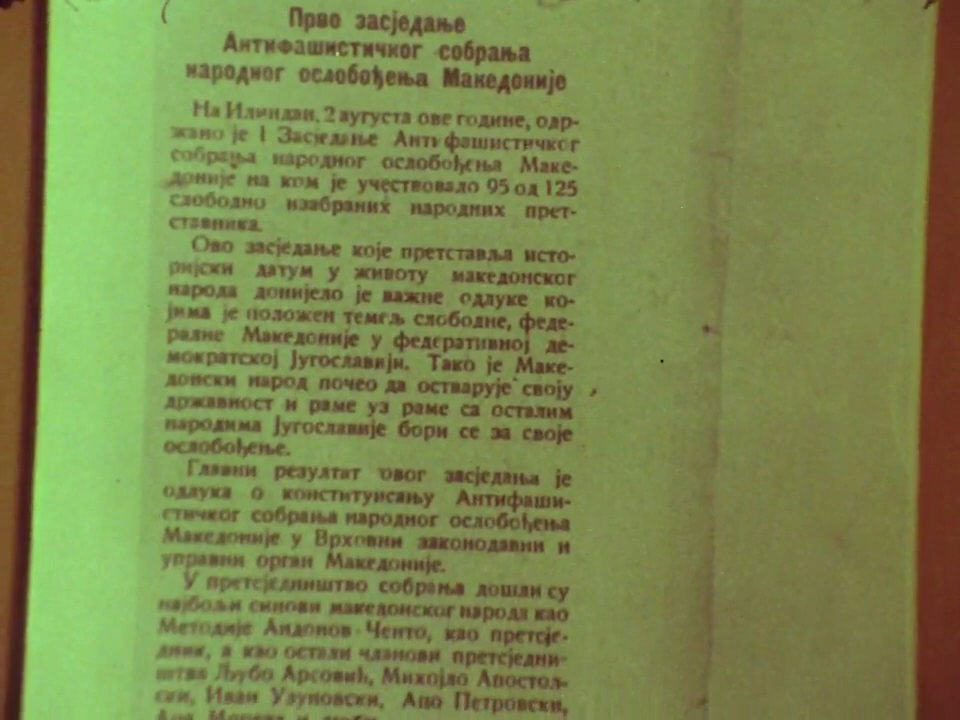 Прво засједање
Антифашистичког собрања
народног ослобођења Македоније
На Илиндан, 2 аугуста ове године, одр-
жано је I Засједање Антифашистичког
собрања народног ослобођења Маке-
доније на ком је учествовало 95 од 125
слободно изабраних народних прет-
ставника.
Ово засједање које претставља исто-
ријски датум у животу македонског
народа донијело је важне одлуке ко-
јима је положен темељ слободне, феде-
ралне Македоније у федеративној де-
мократској Југославији. Тако је Маке-
донски народ почео да остварује своју
државност и раме уз раме са осталим
народима Југославије бори се за своје
ослобођење.
Главни резултат овог засједања је
одлука о конституисању Антифаши-
стичког собрања народног ослобођења
Македоније у Врховни законодавни и
управни орган Македоније.
У претсједништво собрања дошли су
најбољи синови македонског народа као
Методије Андонов-Ченто, као претсје-
дник, а као остали чланови претсједни-
штва Љубо Арсовић, Михојло Апостол-
ски, Иван Узуновски, Апо Петровски,